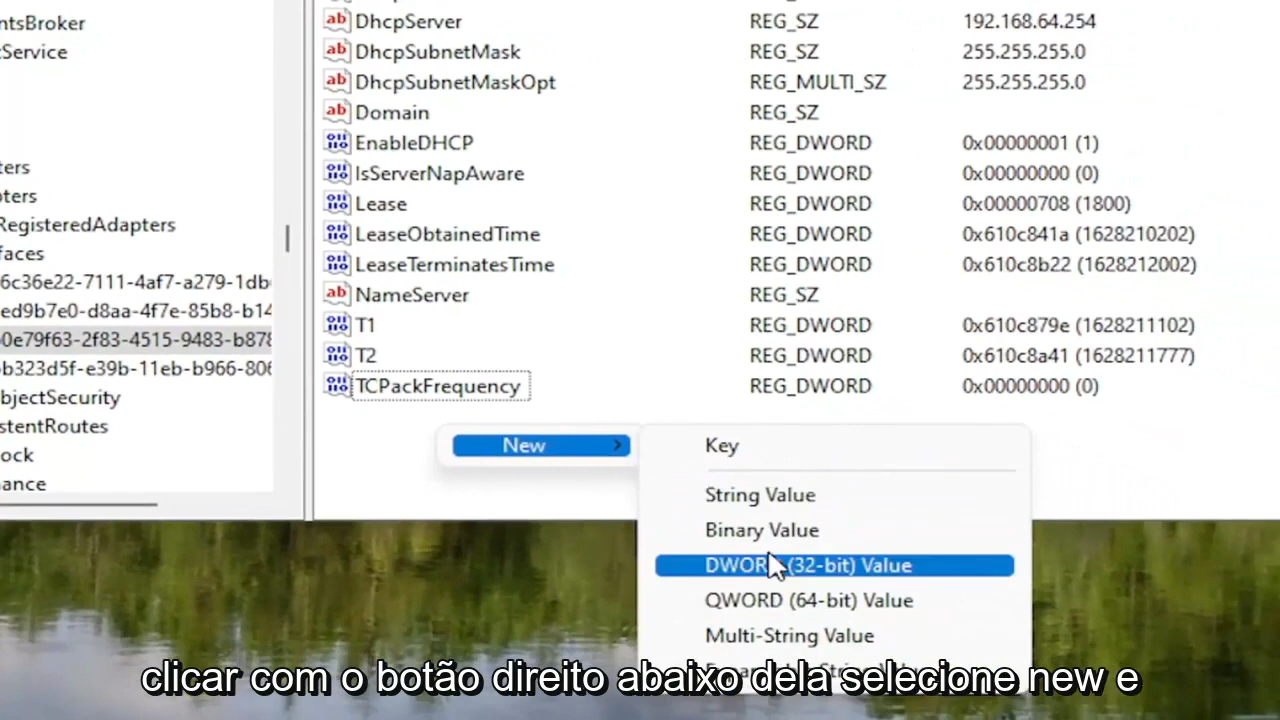 ntsBroker
tService
ters
oters
RegisteredAdapters
faces
6c36e22-7111-4af7-a279-1db
ed9b7e0-d8aa-4f7e-85b8-b14
0e79f63-2f83-4515-9483-b878
b323d5f-e39b-11eb-b966-806
bjectSecurity
stentRoutes
ock
nance
DhcpServer REG_SZ 192.168.64.254
DhcpSubnetMask REG_SZ 255.255.255.0
DhcpSubnetMaskOpt REG_MULTI_SZ 255.255.255.0
Domain REG_SZ
EnableDHCP REG_DWORD 0x00000001 (1)
IsServerNapAware REG_DWORD 0x00000000 (0)
Lease REG_DWORD 0x00000708 (1800)
LeaseObtainedTime REG_DWORD 0x610c841a (1628210202)
LeaseTerminatesTime REG_DWORD 0x610c8b22 (1628212002)
NameServer REG_SZ
T1 REG_DWORD 0x610c879e (1628211102)
T2 REG_DWORD 0x610c8a41 (1628211777)
TCPackFrequency REG_DWORD 0x00000000 (0)
New
Key
String Value
Binary Value
DWORD (32-bit) Value
QWORD (64-bit) Value
Multi-String Value
clicar com o botão direito abaixo dela selecione new e